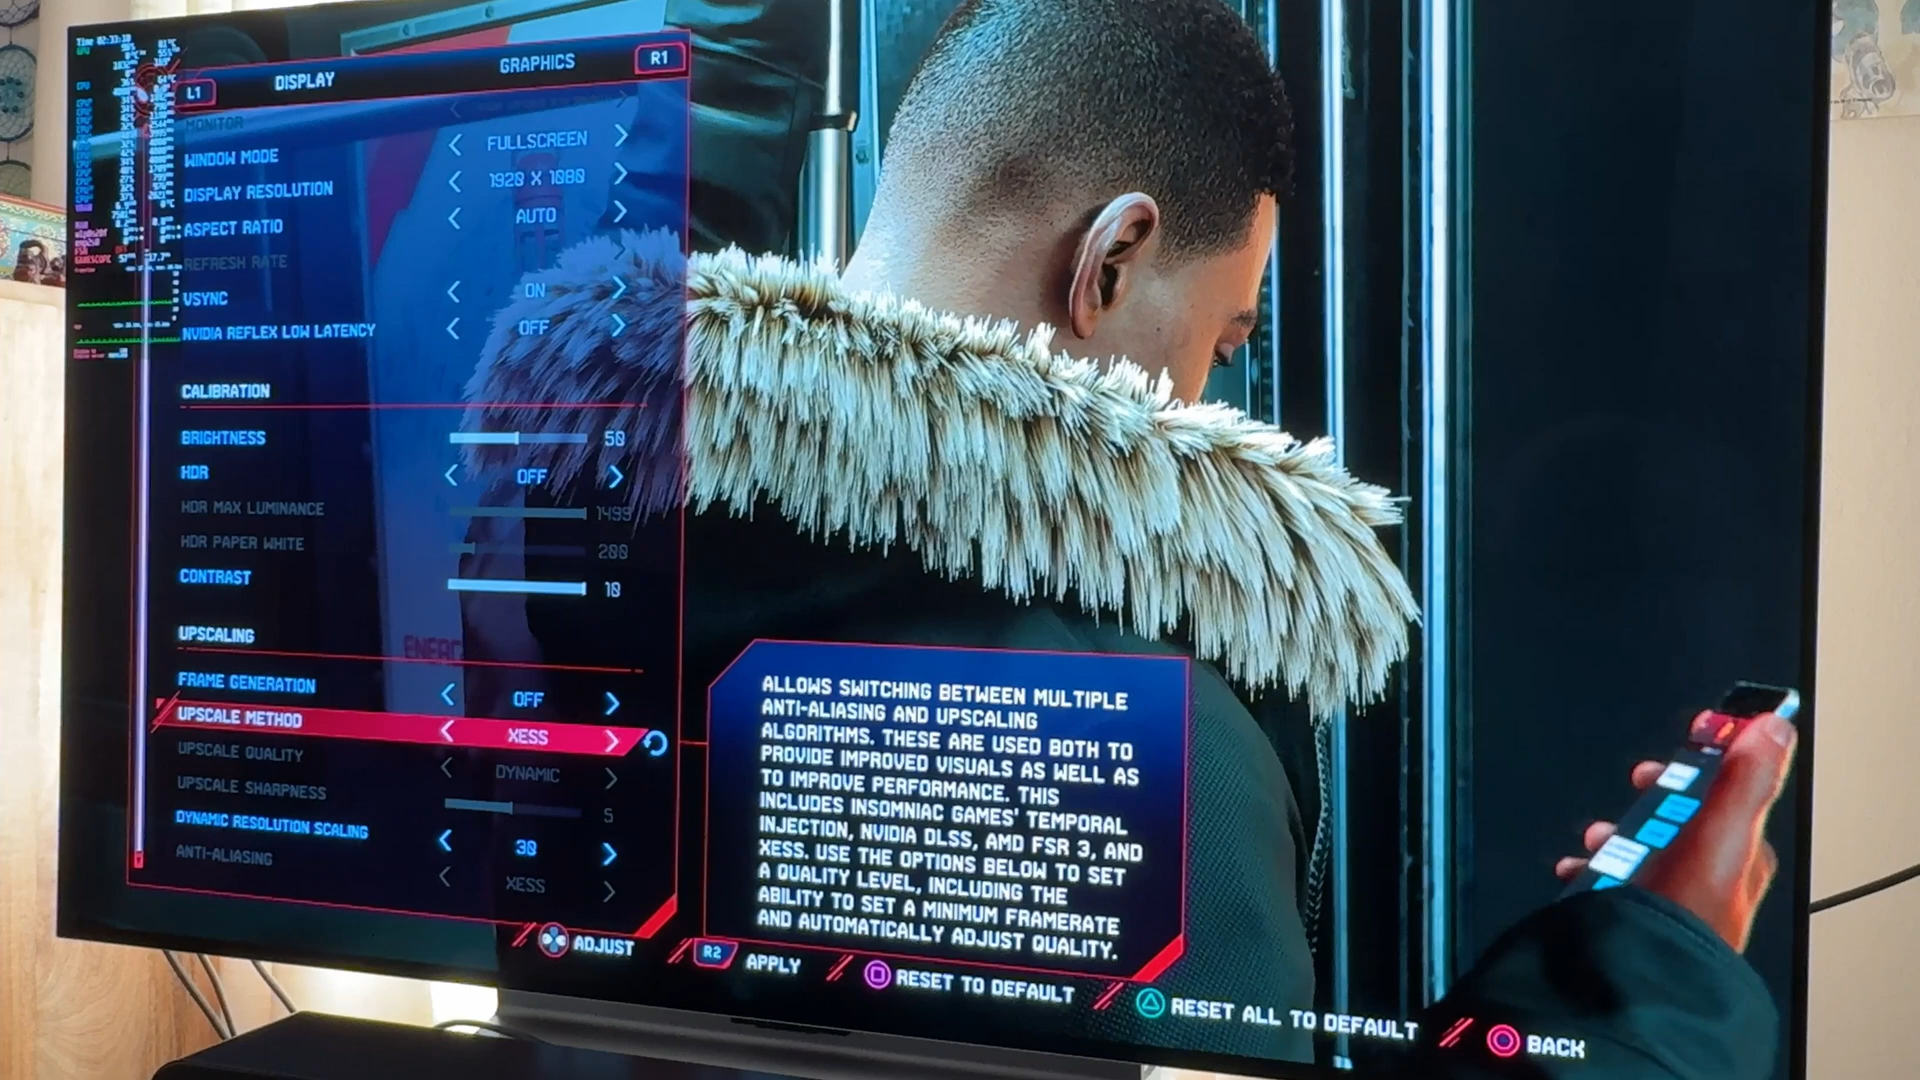 Time 02:33:10
L1
DISPLAY
GRAPHICS
R1
MONITOR
WINDOW MODE
FULLSCREEN
DISPLAY RESOLUTION
1920 X 1080
ASPECT RATIO
AUTO
REFRESH RATE
VSYNC
ON
NVIDIA REFLEX LOW LATENCY
OFF
CALIBRATION
BRIGHTNESS
50
HDR
OFF
HDR MAX LUMINANCE
1499
HDR PAPER WHITE
200
CONTRAST
10
UPSCALING
FRAME GENERATION
OFF
UPSCALE METHOD
XESS
UPSCALE QUALITY
DYNAMIC
UPSCALE SHARPNESS
5
DYNAMIC RESOLUTION SCALING
30
ANTI-ALIASING
XESS
ALLOWS SWITCHING BETWEEN MULTIPLE
ANTI-ALIASING AND UPSCALING
ALGORITHMS. THESE ARE USED BOTH TO
PROVIDE IMPROVED VISUALS AS WELL AS
TO IMPROVE PERFORMANCE. THIS
INCLUDES INSOMNIAC GAMES' TEMPORAL
INJECTION, NVIDIA DLSS, AMD FSR 3, AND
XESS. USE THE OPTIONS BELOW TO SET
A QUALITY LEVEL, INCLUDING THE
ABILITY TO SET A MINIMUM FRAMERATE
AND AUTOMATICALLY ADJUST QUALITY.
ADJUST
R2
APPLY
RESET TO DEFAULT
RESET ALL TO DEFAULT
BACK